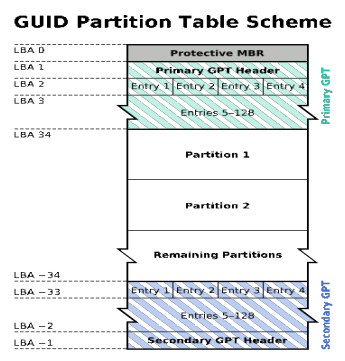 GUID Partition Table Scheme
LBA 0
Protective MBR
LBA 1
Primary GPT Header
LBA 2
Entry 1 Entry 2 Entry 3 Entry 4
LBA 3
Entries 5–128
Primary GPT
LBA 34
Partition 1
Partition 2
Remaining Partitions
LBA −34
Entry 1 Entry 2 Entry 3 Entry 4
LBA −33
Entries 5–128
LBA −2
Secondary GPT Header
LBA −1
Secondary GPT